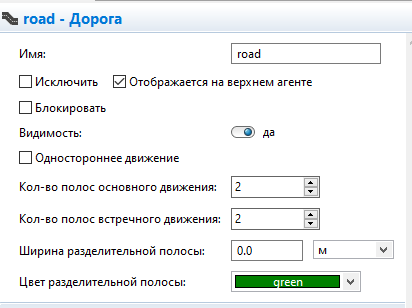 road - Дорога
Имя: road
Исключить Отображается на верхнем агенте
Блокировать
Видимость: да
Одностороннее движение
Кол-во полос основного движения: 2
Кол-во полос встречного движения: 2
Ширина разделительной полосы: 0.0 м
Цвет разделительной полосы: green